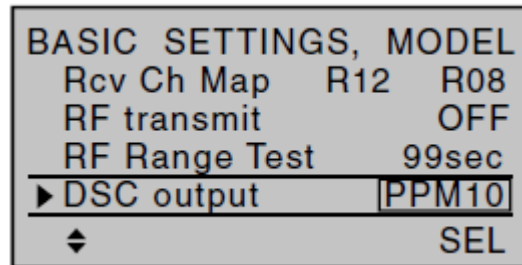 BASIC SETTINGS, MODEL
Rcv Ch Map R12 R08
RF transmit OFF
RF Range Test 99sec
DSC output PPM10
SEL